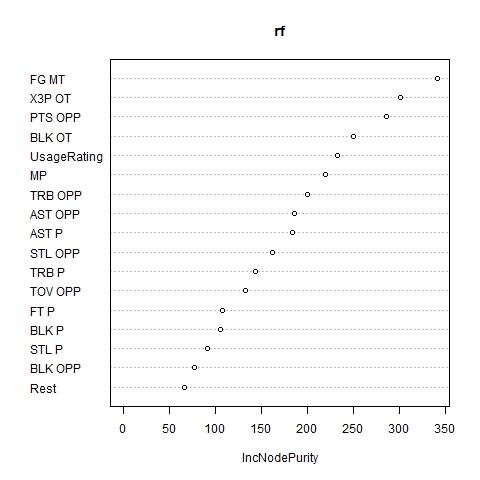 rf
FG MT
X3P OT
PTS OPP
BLK OT
UsageRating
MP
TRB OPP
AST OPP
AST P
STL OPP
TRB P
TOV OPP
FT P
BLK P
STL P
BLK OPP
Rest
0 50 100 150 200 250 300 350
IncNodePurity